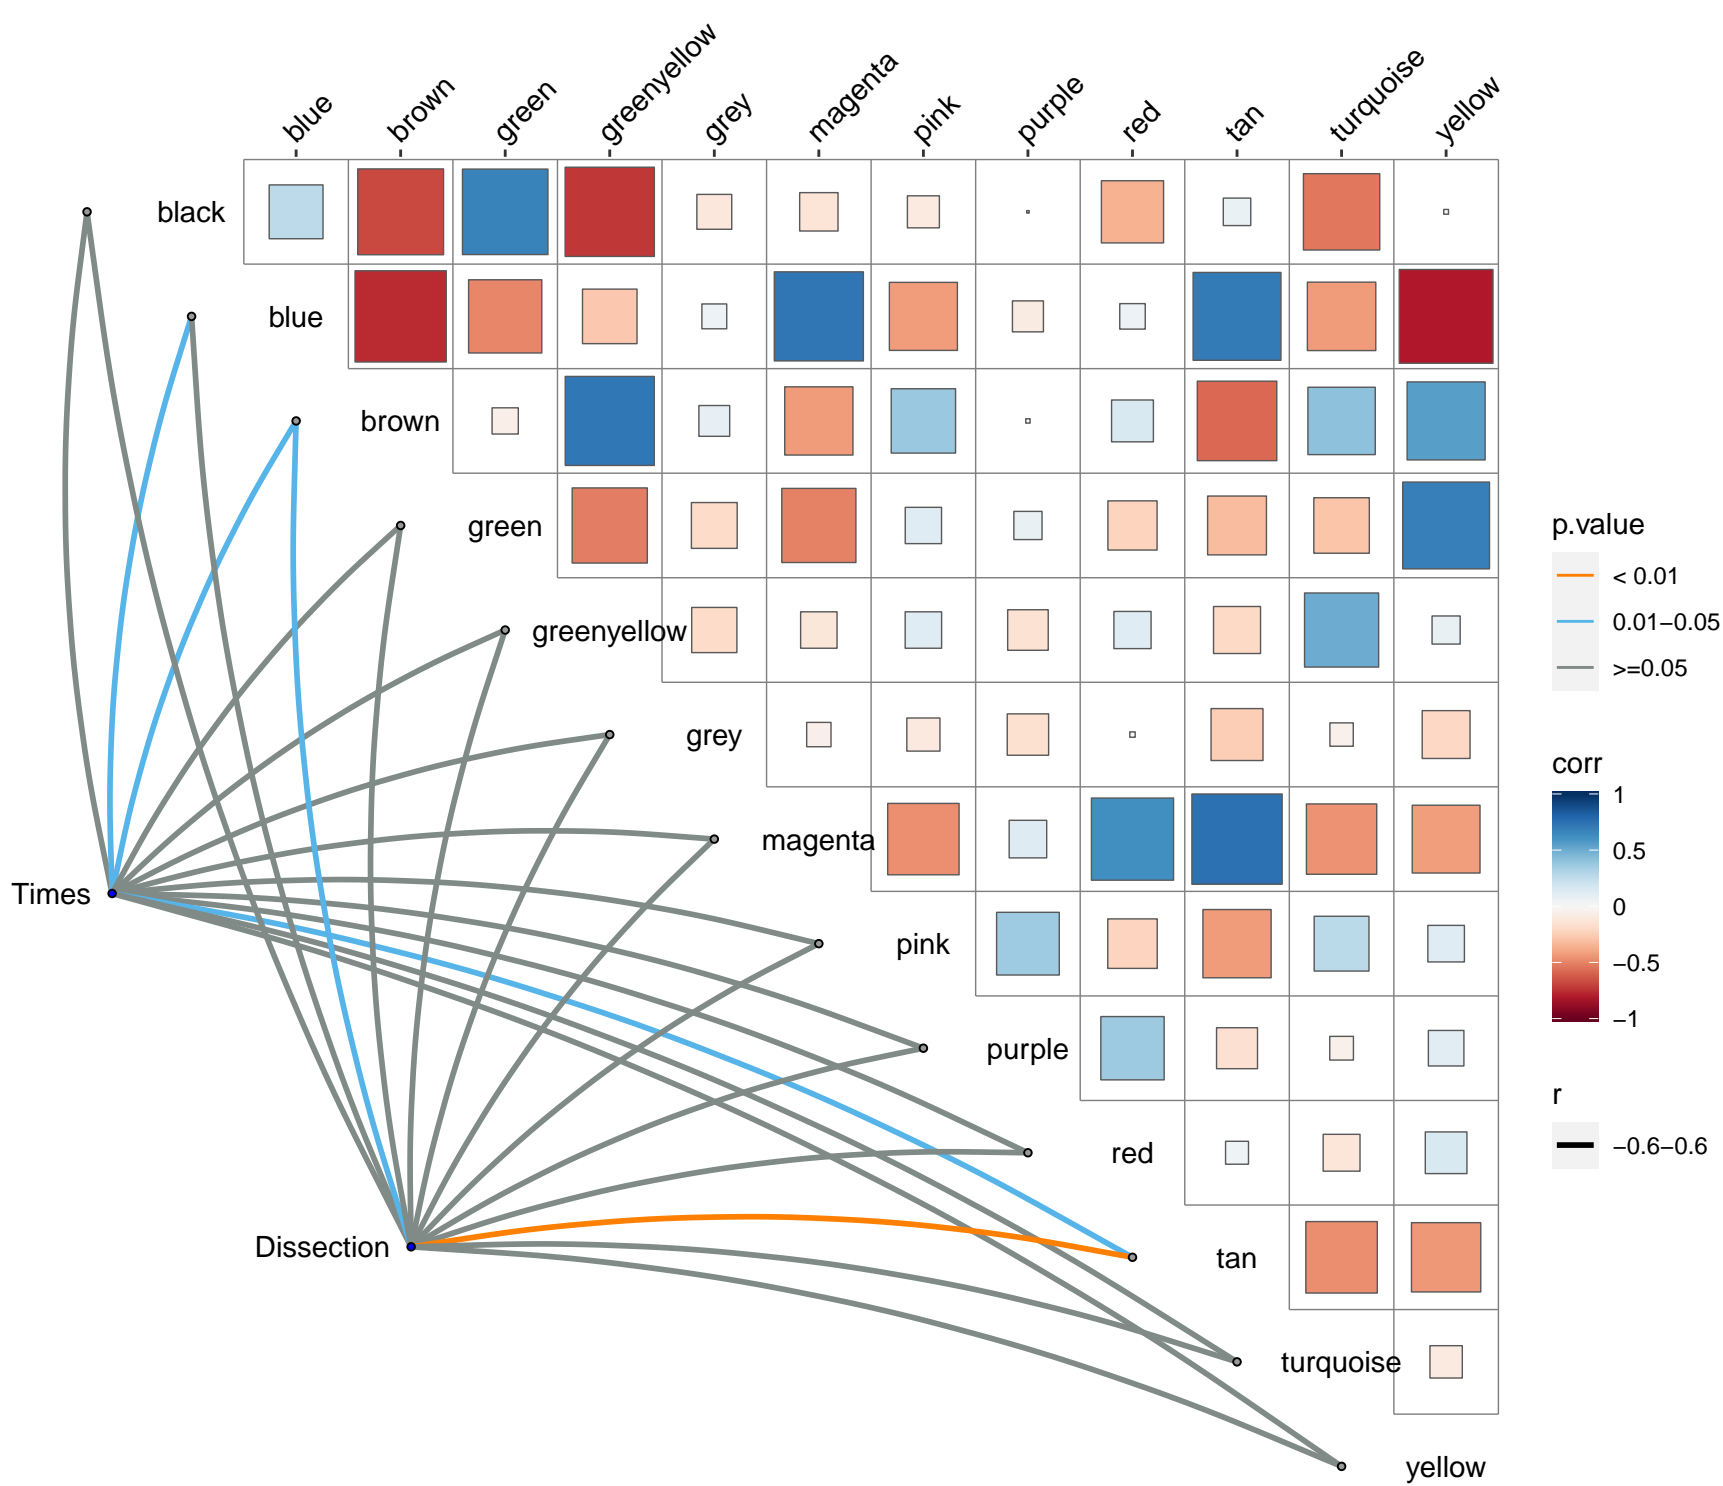 blue
brown
green
greenyellow
grey
magenta
pink
purple
red
tan
turquoise
yellow
black
blue
brown
green
greenyellow
grey
magenta
pink
purple
red
tan
turquoise
yellow
Times
Dissection
p.value
< 0.01
0.01−0.05
>=0.05
corr
1
0.5
0
−0.5
−1
r
−0.6−0.6